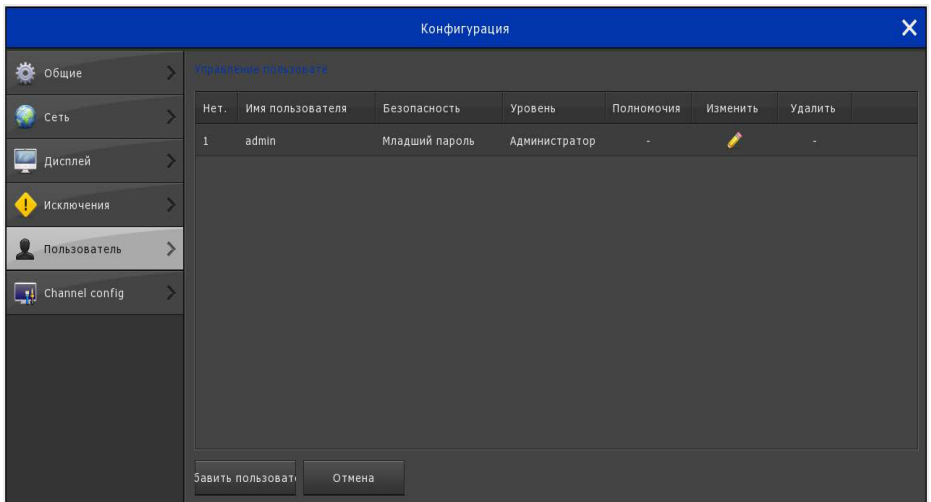 Конфигурация
Общие
Сеть
Дисплей
Исключения
Пользователь
Channel config
Управление пользовате
Нет. Имя пользователя Безопасность Уровень Полномочия Изменить Удалить
1 admin Младший пароль Администратор - -
бавить пользоват
Отмена